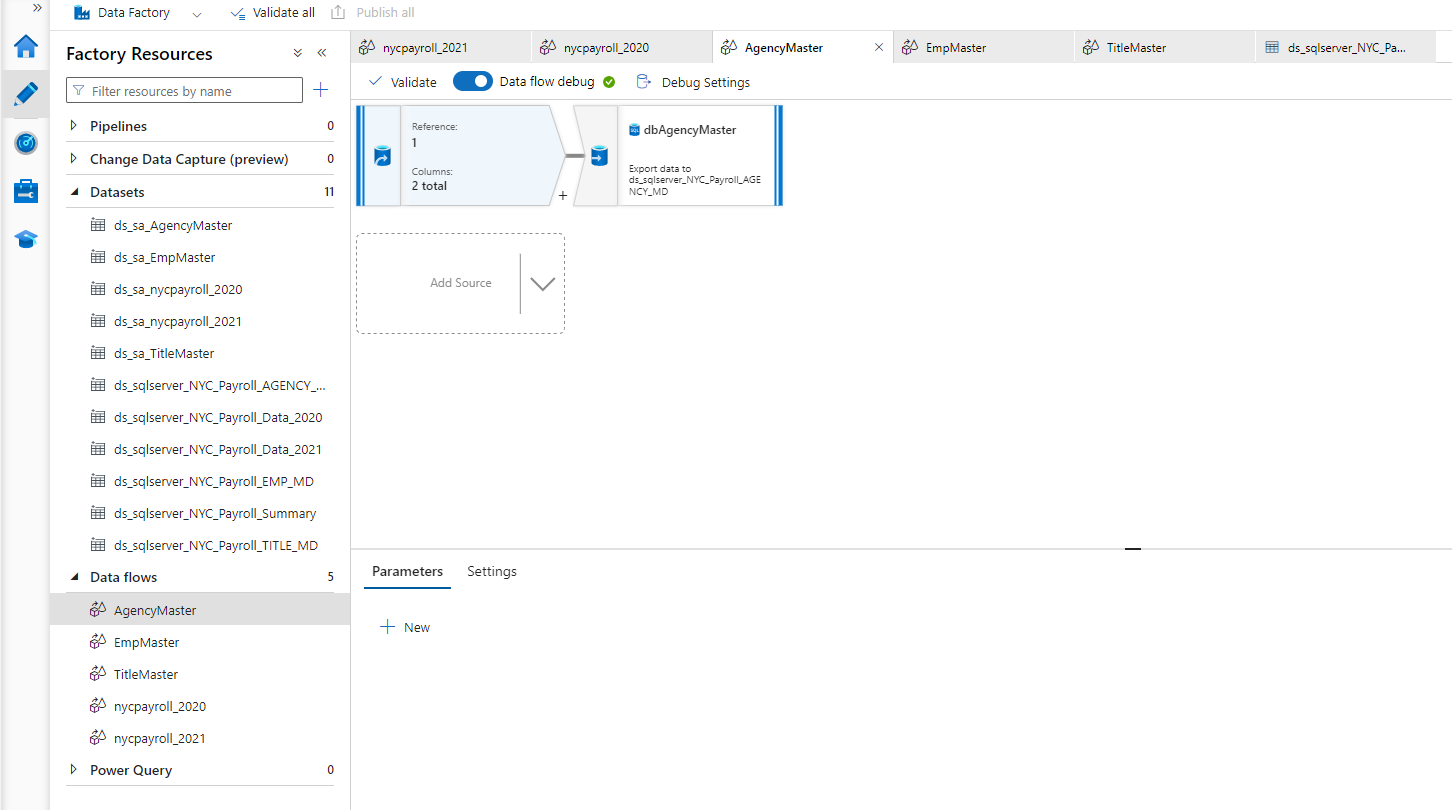 Data Factory
Validate all
Publish all
Factory Resources
Filter resources by name
Pipelines 0
Change Data Capture (preview) 0
Datasets 11
ds_sa_AgencyMaster
ds_sa_EmpMaster
ds_sa_nycpayroll_2020
ds_sa_nycpayroll_2021
ds_sa_TitleMaster
ds_sqlserver_NYC_Payroll_AGENCY_...
ds_sqlserver_NYC_Payroll_Data_2020
ds_sqlserver_NYC_Payroll_Data_2021
ds_sqlserver_NYC_Payroll_EMP_MD
ds_sqlserver_NYC_Payroll_Summary
ds_sqlserver_NYC_Payroll_TITLE_MD
Data flows 5
AgencyMaster
EmpMaster
TitleMaster
nycpayroll_2020
nycpayroll_2021
Power Query 0
nycpayroll_2021
nycpayroll_2020
AgencyMaster
EmpMaster
TitleMaster
ds_sqlserver_NYC_Pa...
Validate
Data flow debug
Debug Settings
Reference:
1
Columns:
2 total
+
SQL
dbAgencyMaster
Export data to
ds_sqlserver_NYC_Payroll_AGE
NCY_MD
Add Source
Parameters
Settings
New